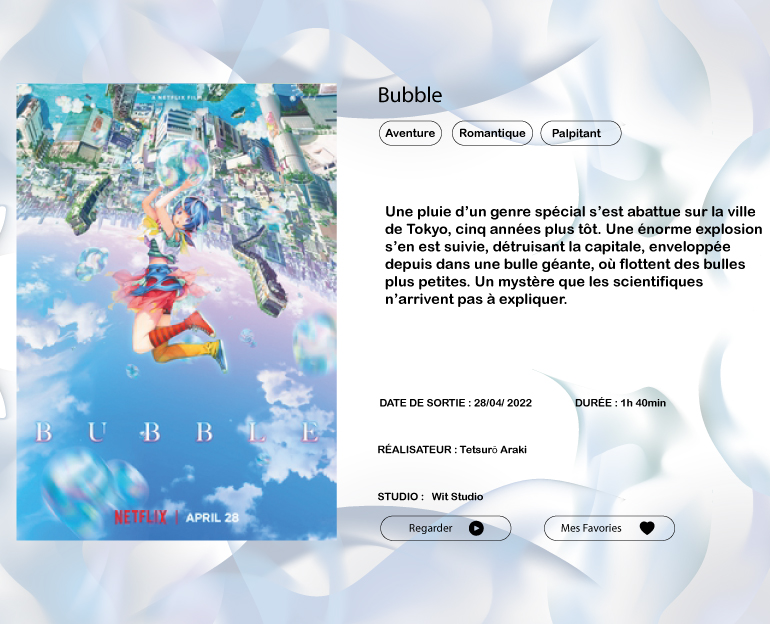 A NETFLIX FILM
BUBBLE
NETFLIX | APRIL 28
Bubble
Aventure
Romantique
Palpitant
Une pluie d’un genre spécial s’est abattue sur la ville
de Tokyo, cinq années plus tôt. Une énorme explosion
s’en est suivie, détruisant la capitale, enveloppée
depuis dans une bulle géante, où flottent des bulles
plus petites. Un mystère que les scientifiques
n’arrivent pas à expliquer.
DATE DE SORTIE : 28/04/ 2022
DURÉE : 1h 40min
RÉALISATEUR : Tetsurō Araki
STUDIO : Wit Studio
Regarder
Mes Favories